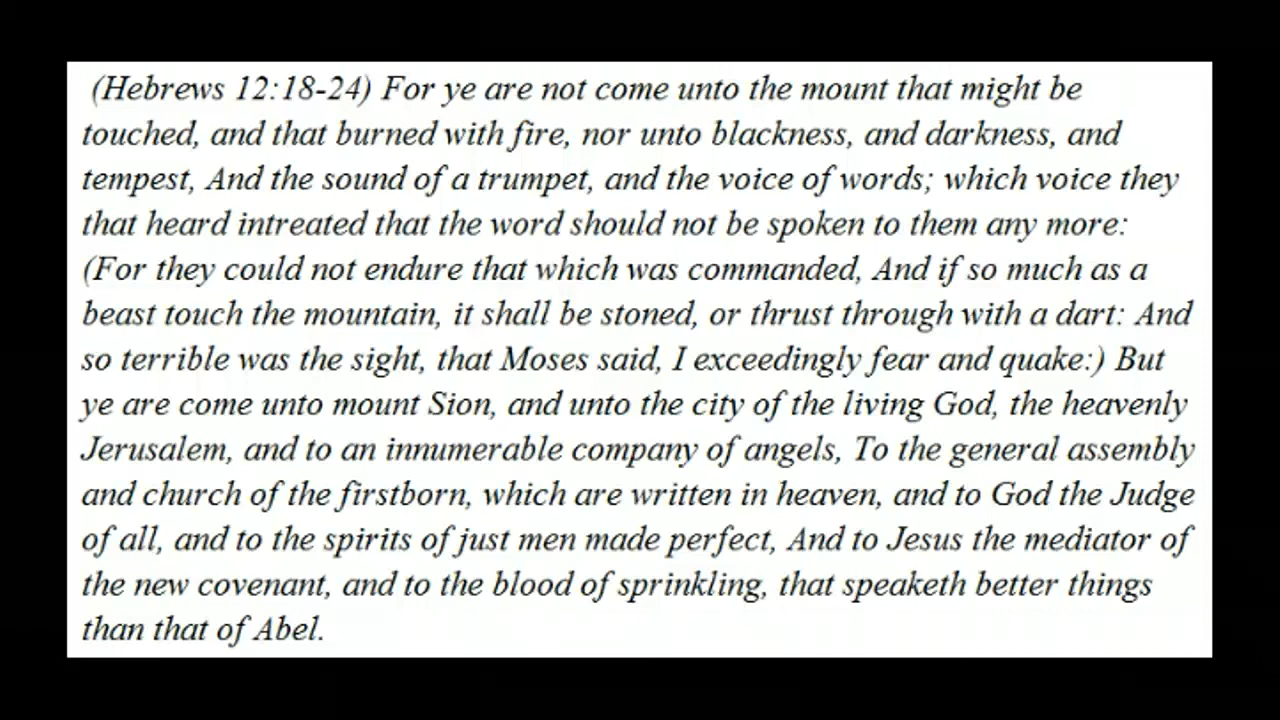 (Hebrews 12:18-24) For ye are not come unto the mount that might be
touched, and that burned with fire, nor unto blackness, and darkness, and
tempest, And the sound of a trumpet, and the voice of words; which voice they
that heard intreated that the word should not be spoken to them any more:
(For they could not endure that which was commanded, And if so much as a
beast touch the mountain, it shall be stoned, or thrust through with a dart: And
so terrible was the sight, that Moses said, I exceedingly fear and quake:) But
ye are come unto mount Sion, and unto the city of the living God, the heavenly
Jerusalem, and to an innumerable company of angels, To the general assembly
and church of the firstborn, which are written in heaven, and to God the Judge
of all, and to the spirits of just men made perfect, And to Jesus the mediator of
the new covenant, and to the blood of sprinkling, that speaketh better things
than that of Abel.